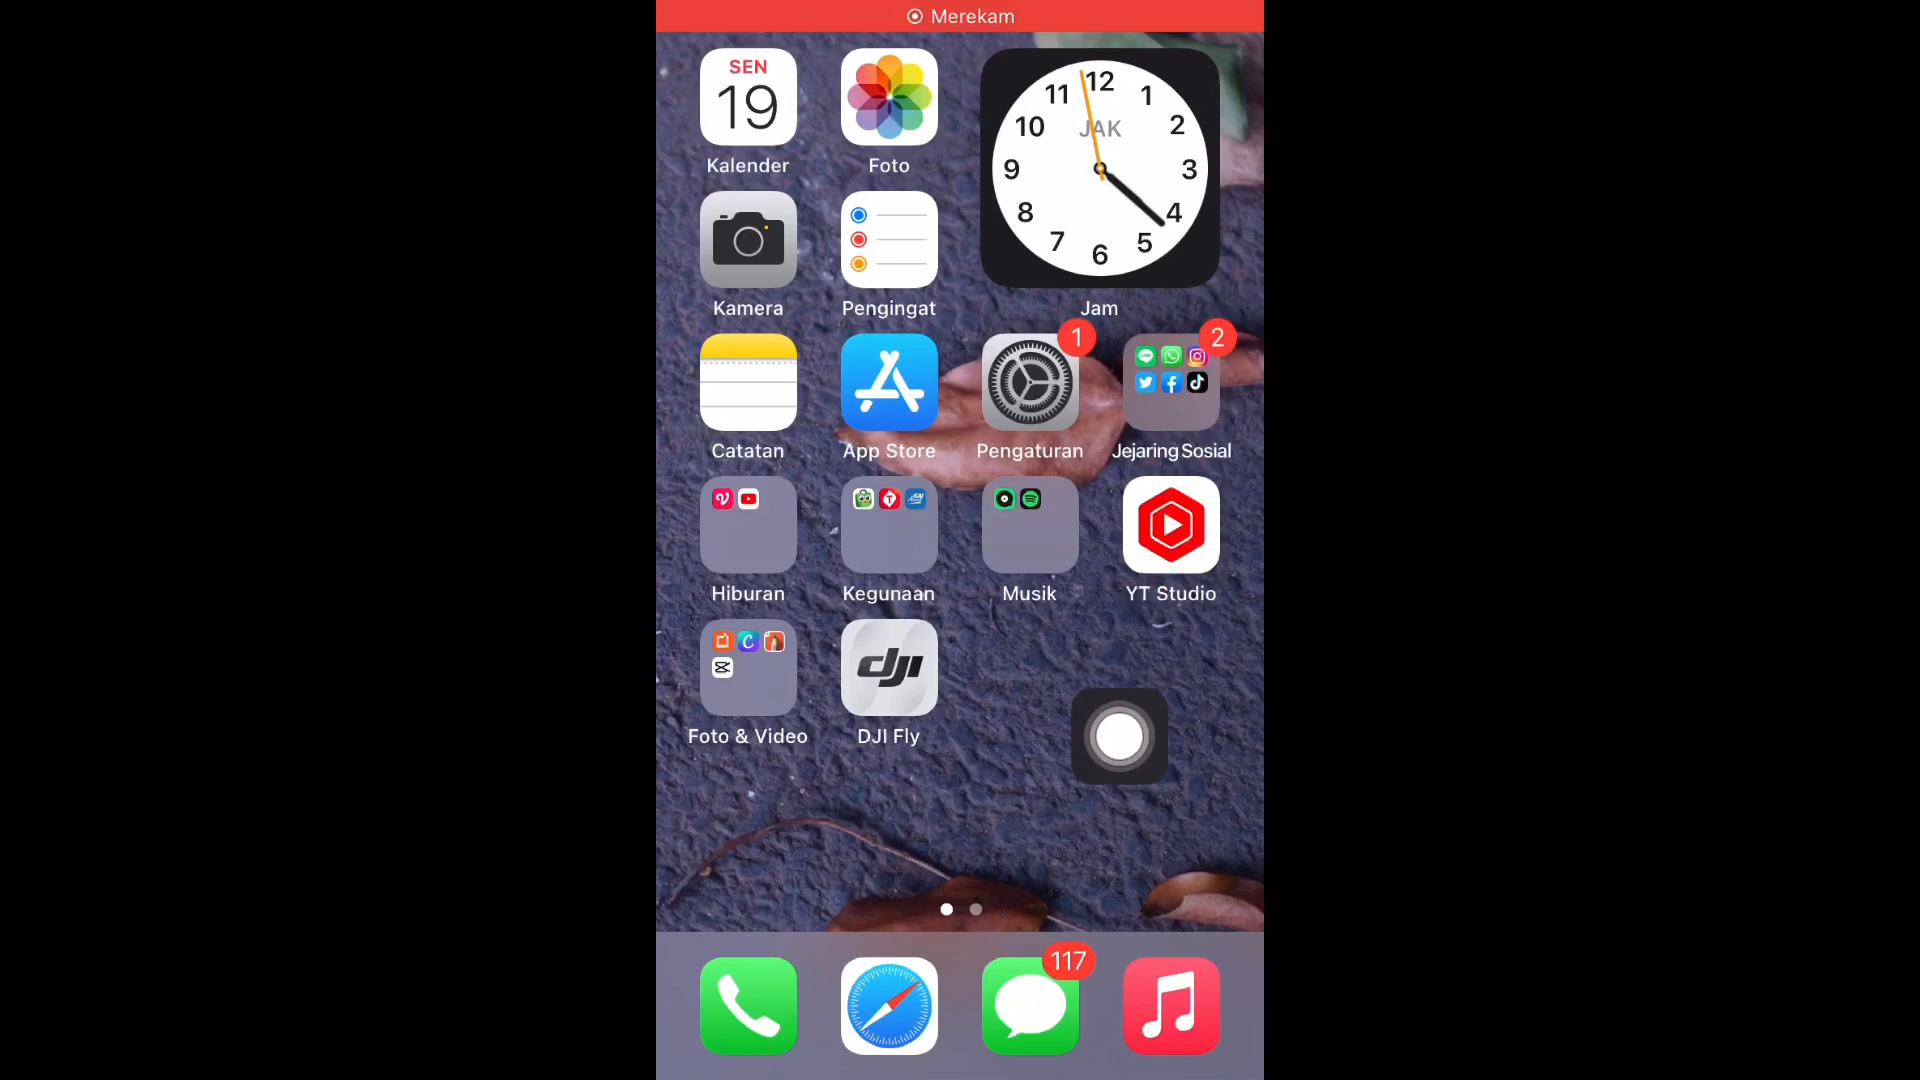 Merekam
SEN
19
Kalender
Foto
12
11
1
10
JAK
2
9
3
8
4
7
5
6
Kamera
Pengingat
Jam
1
2
Catatan
App Store
Pengaturan
Jejaring Sosial
Hiburan
Kegunaan
Musik
YT Studio
dji
Foto & Video
DJI Fly
117